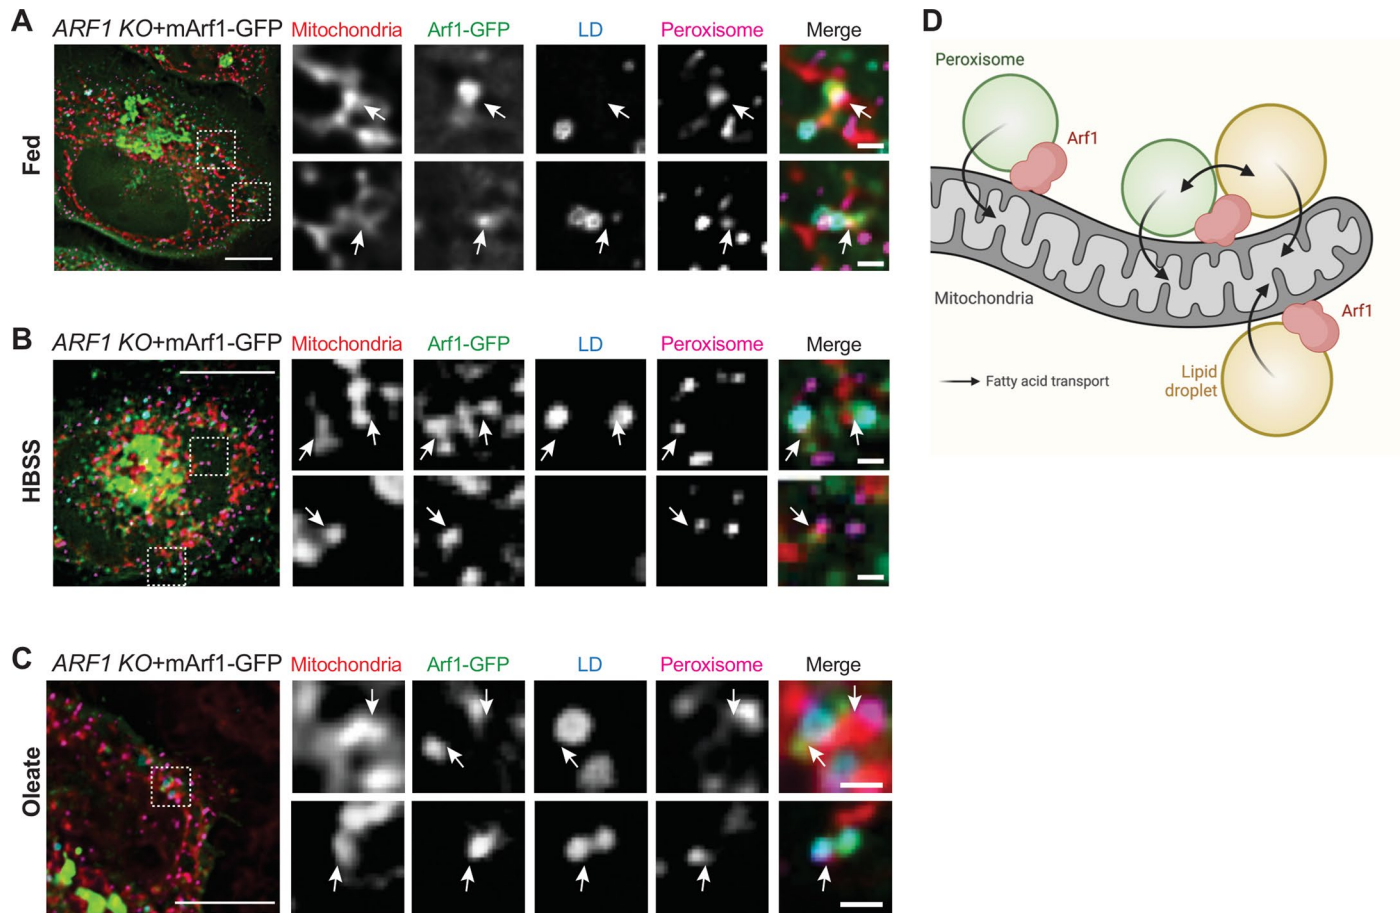 A
ARF1 KO+mArf1-GFP
Mitochondria
Arf1-GFP
LD
Peroxisome
Merge
Fed
B
ARF1 KO+mArf1-GFP
Mitochondria
Arf1-GFP
LD
Peroxisome
Merge
HBSS
C
ARF1 KO+mArf1-GFP
Mitochondria
Arf1-GFP
LD
Peroxisome
Merge
Oleate
D
Peroxisome
Arf1
Mitochondria
Arf1
Lipid
droplet
Fatty acid transport